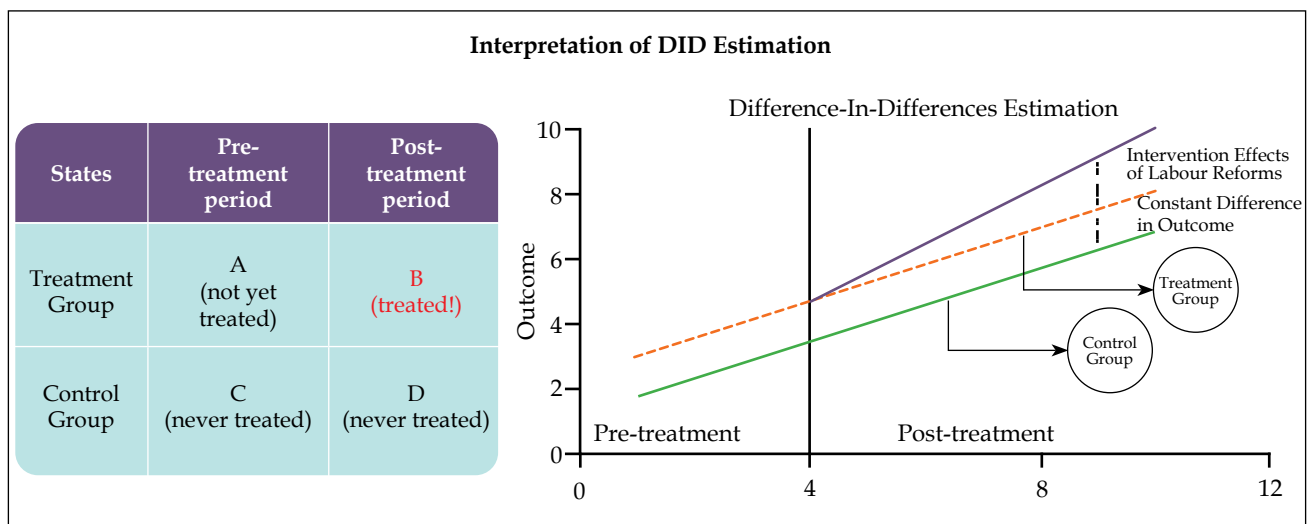 Interpretation of DID Estimation
States
Pre-
treatment
period
Post-
treatment
period
Treatment
Group
A
(not yet
treated)
B
(treated!)
Control
Group
C
(never treated)
D
(never treated)
Difference-In-Differences Estimation
Outcome
10
8
6
4
2
0
Intervention Effects
of Labour Reforms
Constant Difference
in Outcome
Treatment
Group
Control
Group
Pre-treatment
Post-treatment
0
4
8
12